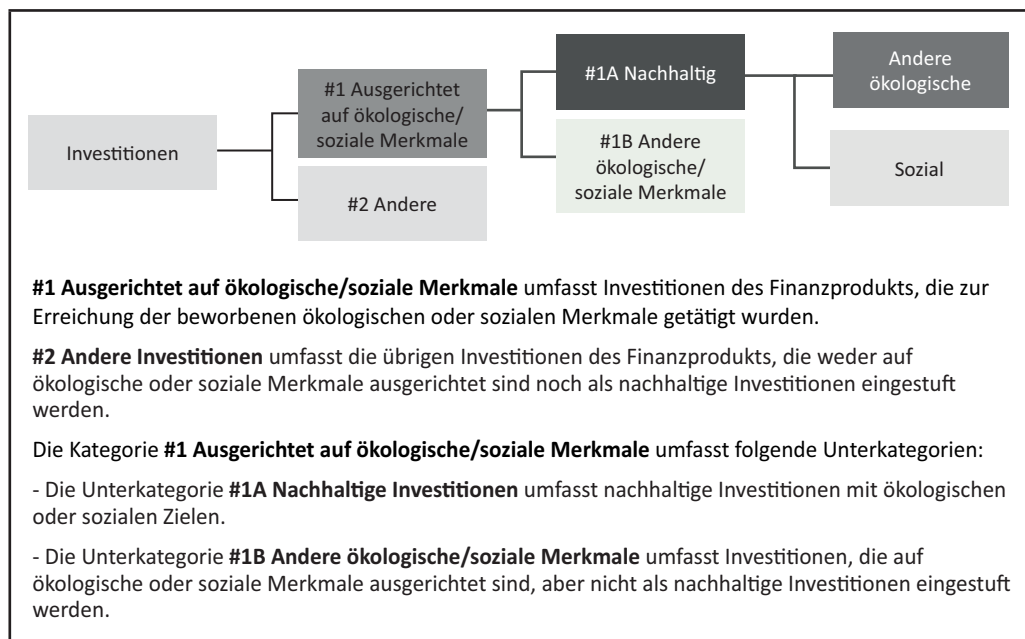 Investitionen
#1 Ausgerichtet
auf ökologische/
soziale Merkmale
#2 Andere
#1A Nachhaltig
#1B Andere
ökologische/
soziale Merkmale
Andere
ökologische
Sozial
#1 Ausgerichtet auf ökologische/soziale Merkmale umfasst Investitionen des Finanzprodukts, die zur
Erreichung der beworbenen ökologischen oder sozialen Merkmale getätigt wurden.
#2 Andere Investitionen umfasst die übrigen Investitionen des Finanzprodukts, die weder auf
ökologische oder soziale Merkmale ausgerichtet sind noch als nachhaltige Investitionen eingestuft
werden.
Die Kategorie #1 Ausgerichtet auf ökologische/soziale Merkmale umfasst folgende Unterkategorien:
- Die Unterkategorie #1A Nachhaltige Investitionen umfasst nachhaltige Investitionen mit ökologischen
oder sozialen Zielen.
- Die Unterkategorie #1B Andere ökologische/soziale Merkmale umfasst Investitionen, die auf
ökologische oder soziale Merkmale ausgerichtet sind, aber nicht als nachhaltige Investitionen eingestuft
werden.